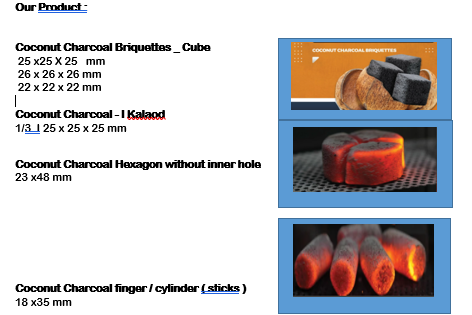 Our Product :
Coconut Charcoal Briquettes _ Cube
25 x25 X 25 mm
26 x 26 x 26 mm
22 x 22 x 22 mm
COCONUT CHARCOAL BRIQUETTES
Coconut Charcoal - I Kalaod
1/3 I 25 x 25 x 25 mm
Coconut Charcoal Hexagon without inner hole
23 x48 mm
Coconut Charcoal finger / cylinder ( sticks )
18 x35 mm